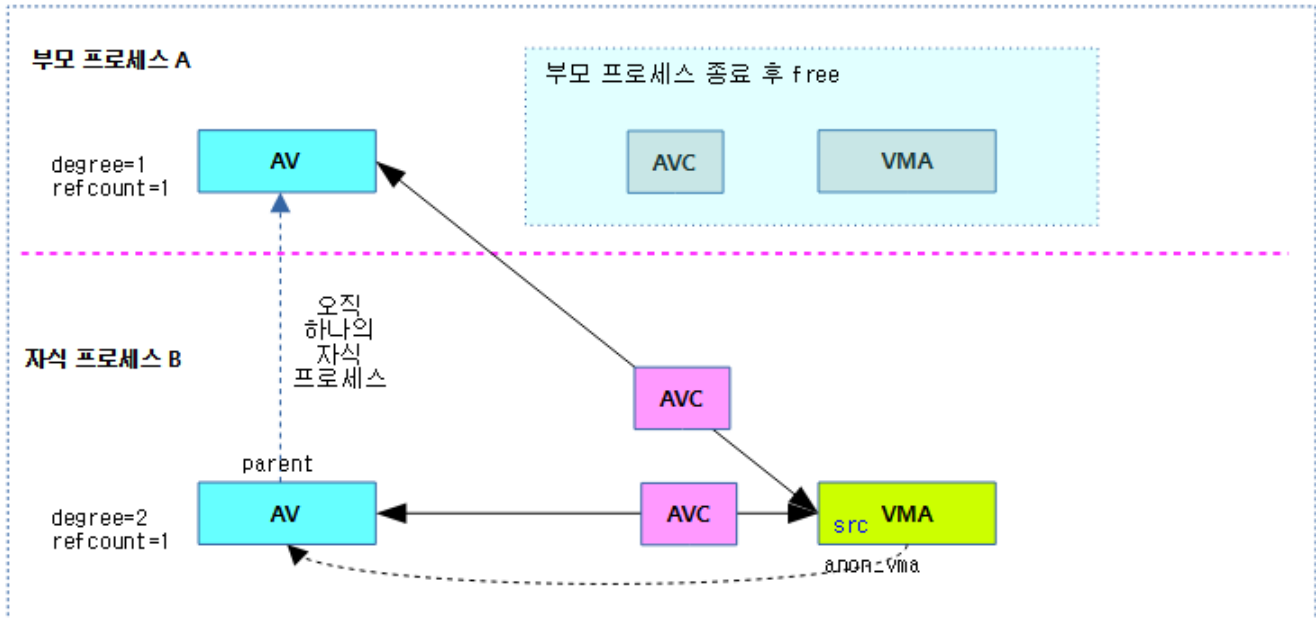 부모 프로세스 A
부모 프로세스 종료 후 free
AV
AVC
VMA
degree=1
refcount=1
오직
하나의
자식
프로세스
자식 프로세스 B
AVC
parent
AV
AVC
src VMA
degree=2
refcount=1
anon_vma